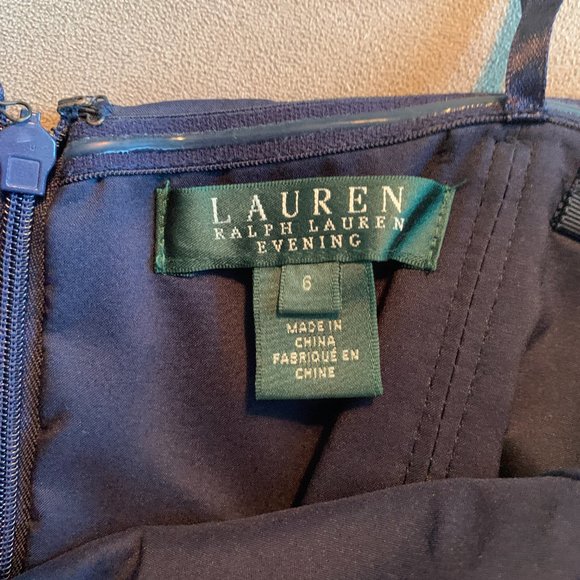 LAUREN
RALPH LAUREN
EVENING
6
MADE IN
CHINA
FABRIQUÉ EN
CHINE